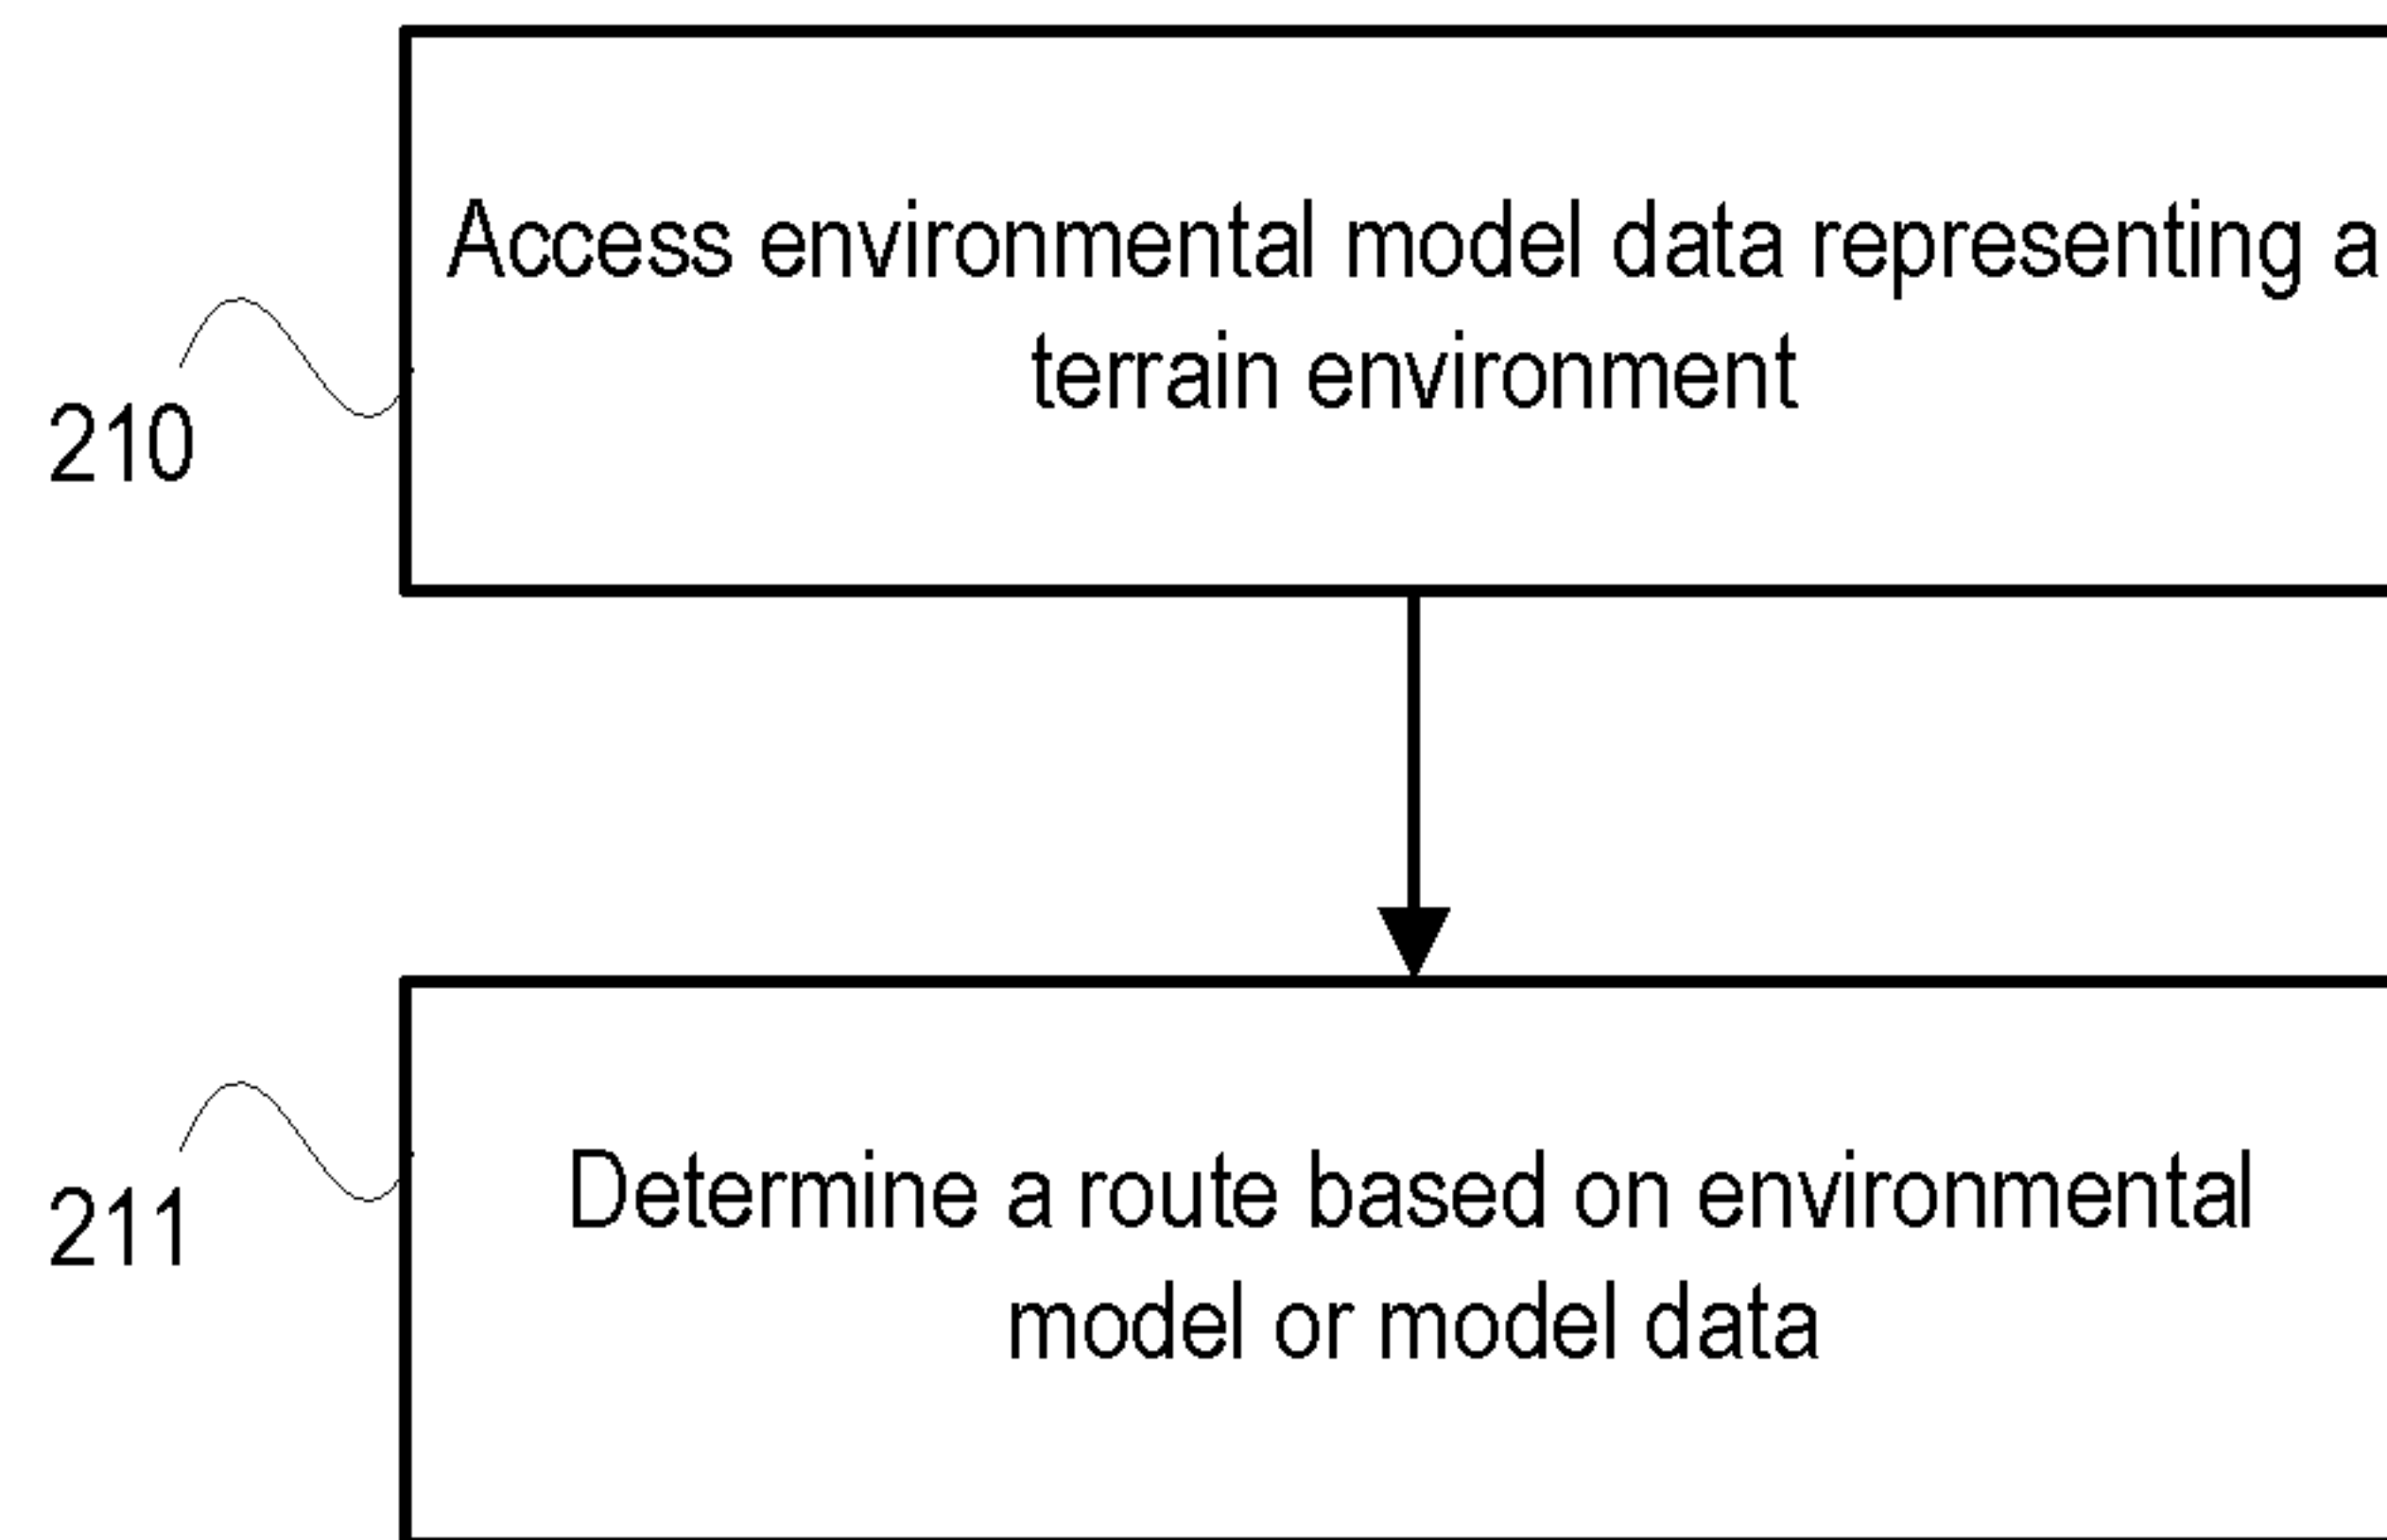 Access environmental model data representing a
terrain environment
210
Determine a route based on environmental
model or model data
211